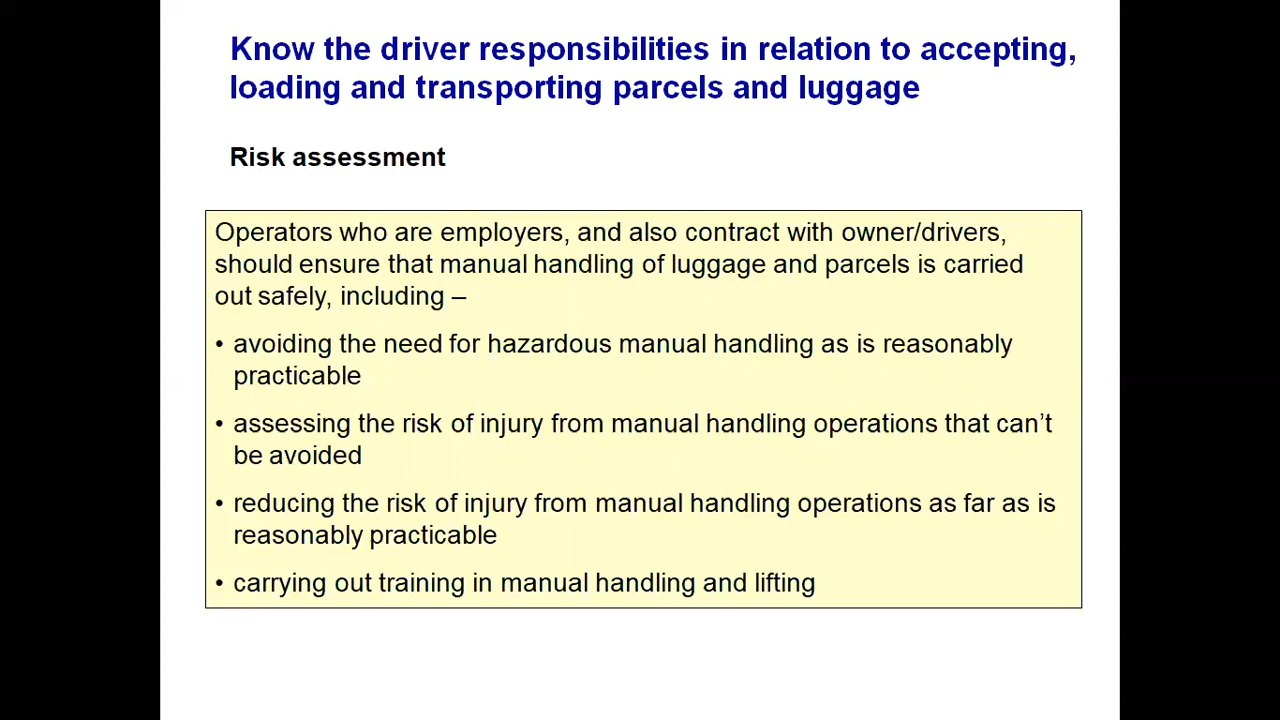 Know the driver responsibilities in relation to accepting,
loading and transporting parcels and luggage
Risk assessment
Operators who are employers, and also contract with owner/drivers,
should ensure that manual handling of luggage and parcels is carried
out safely, including –
• avoiding the need for hazardous manual handling as is reasonably
practicable
• assessing the risk of injury from manual handling operations that can’t
be avoided
• reducing the risk of injury from manual handling operations as far as is
reasonably practicable
• carrying out training in manual handling and lifting